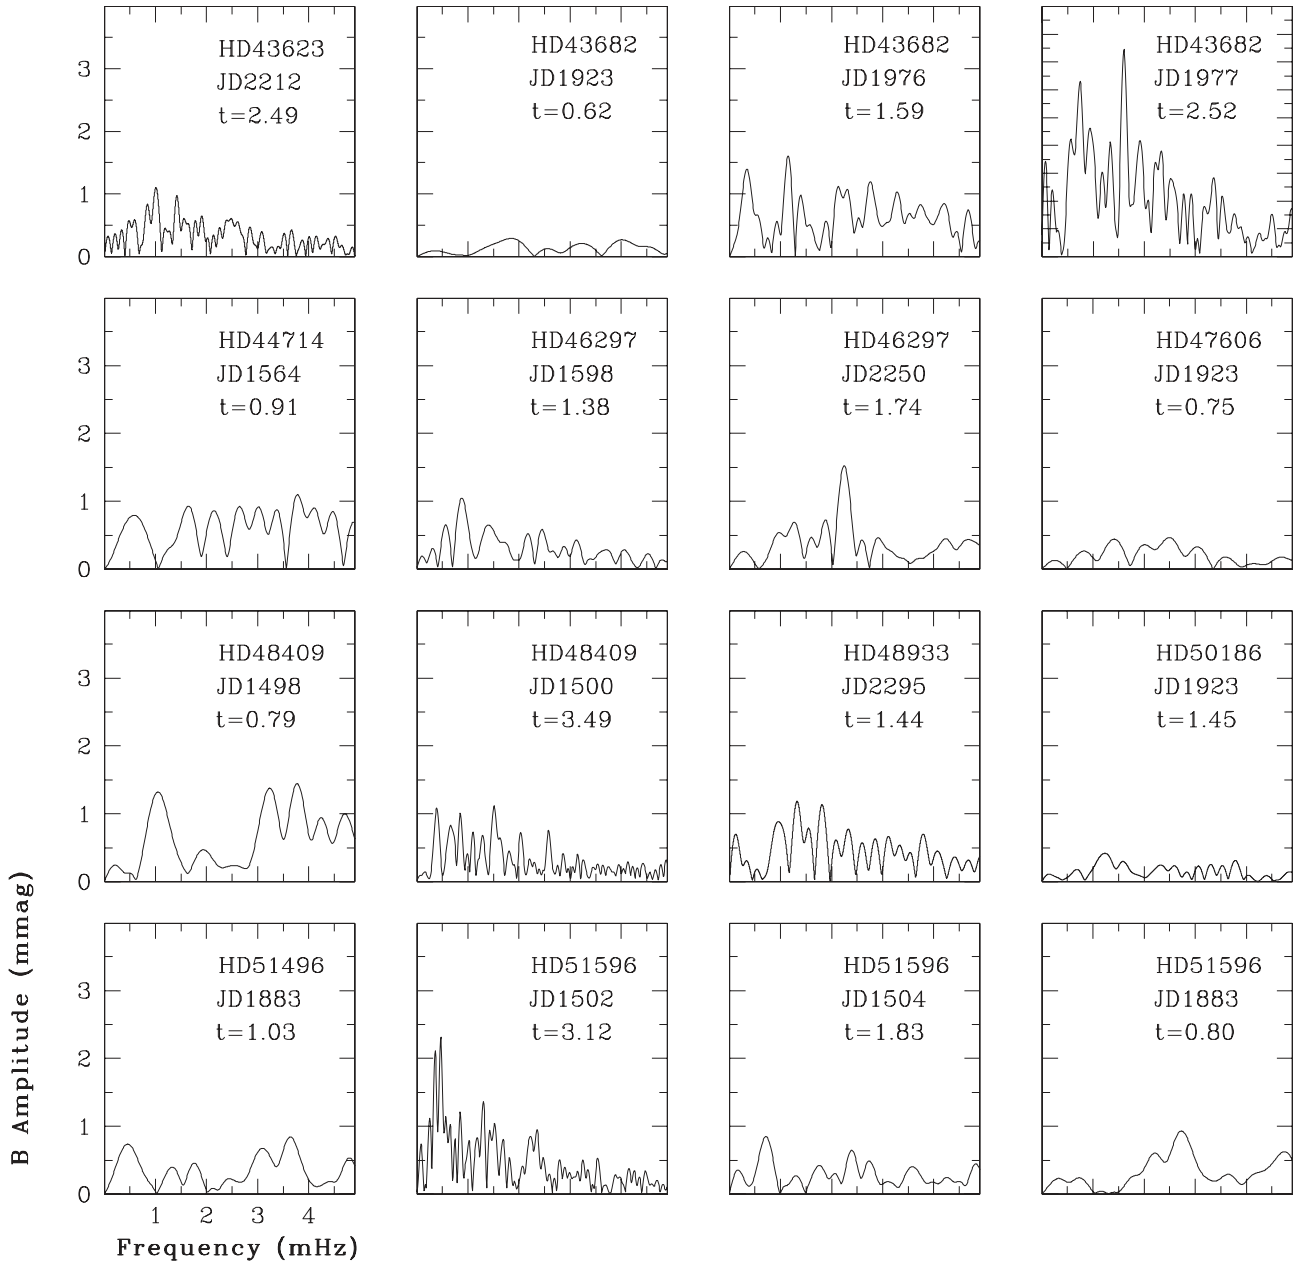 HD43623
JD2212
t=2.49
HD43682
JD1923
t=0.62
HD43682
JD1976
t=1.59
HD43682
JD1977
t=2.52
3
2
1
0
HD44714
JD1564
t=0.91
HD46297
JD1598
t=1.38
HD46297
JD2250
t=1.74
HD47606
JD1923
t=0.75
3
2
1
0
HD48409
JD1498
t=0.79
HD48409
JD1500
t=3.49
HD48933
JD2295
t=1.44
HD50186
JD1923
t=1.45
3
2
1
0
HD51496
JD1883
t=1.03
HD51596
JD1502
t=3.12
HD51596
JD1504
t=1.83
HD51596
JD1883
t=0.80
3
2
1
0
1 2 3 4
Frequency (mHz)
B Amplitude (mmag)